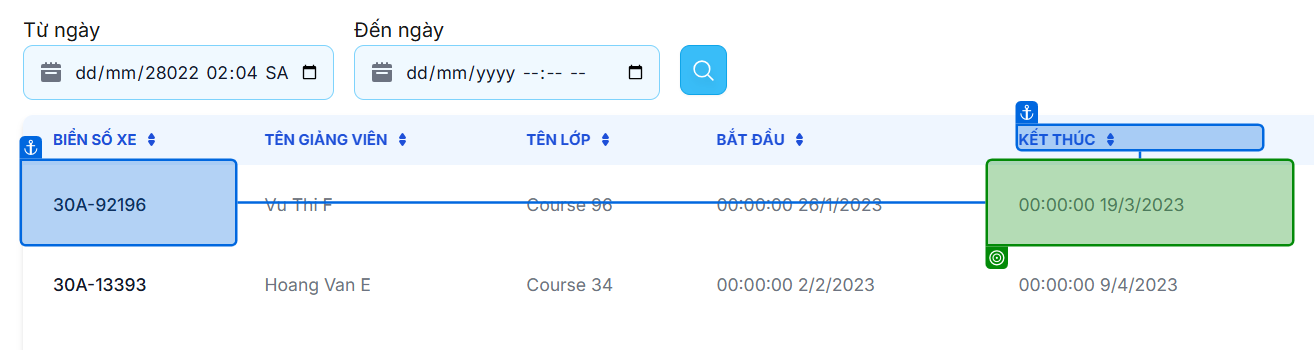 Từ ngày Đến ngày
dd/mm/28022 02:04 SA dd/mm/yyyy --:-- --
BIỂN SỐ XE TÊN GIẢNG VIÊN TÊN LỚP BẮT ĐẦU KẾT THÚC
30A-92196 Vu Thi F Course 96 00:00:00 26/1/2023 00:00:00 19/3/2023
30A-13393 Hoang Van E Course 34 00:00:00 2/2/2023 00:00:00 9/4/2023